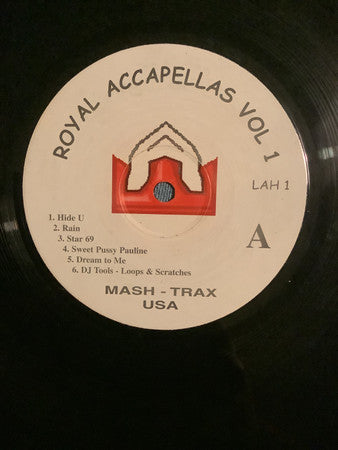 ROYAL ACCAPELLAS VOL 1
LAH 1
A
1. Hide U
2. Rain
3. Star 69
4. Sweet Pussy Pauline
5. Dream to Me
6. DJ Tools - Loops & Scratches
MASH - TRAX
USA